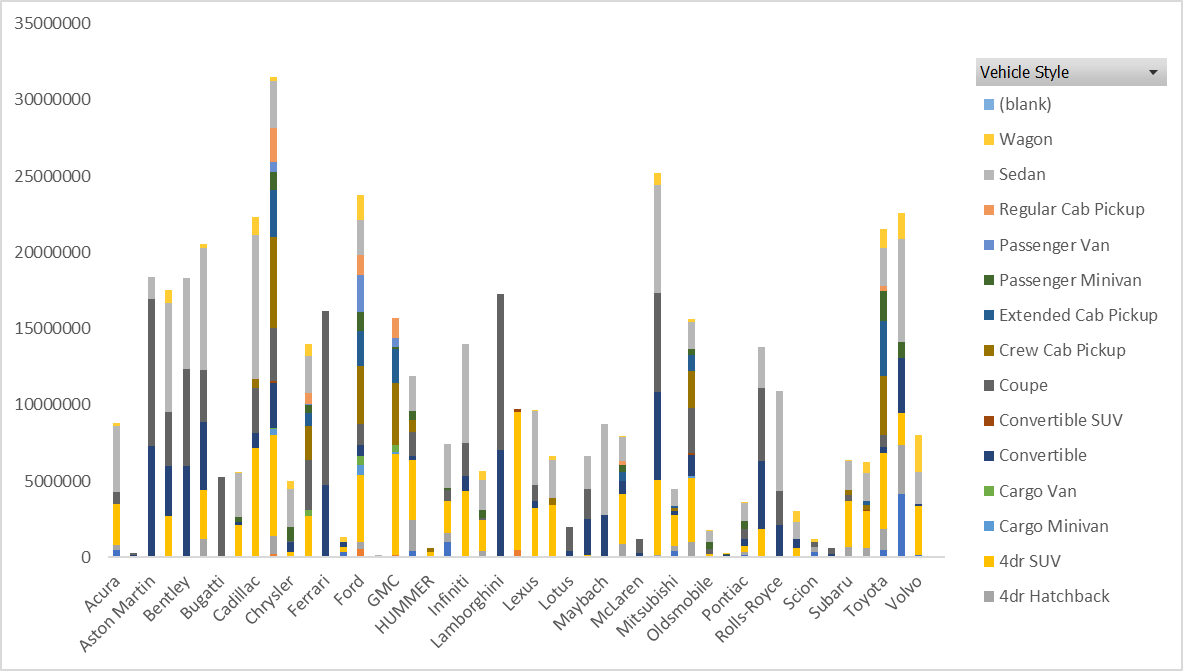 35000000
30000000
25000000
20000000
15000000
10000000
5000000
0
Acura
Aston Martin
Bentley
Bugatti
Cadillac
Chrysler
Ferrari
Ford
GMC
HUMMER
Infiniti
Lamborghini
Lexus
Lotus
Maybach
McLaren
Mitsubishi
Oldsmobile
Pontiac
Rolls-Royce
Scion
Subaru
Toyota
Volvo
Vehicle Style
(blank)
Wagon
Sedan
Regular Cab Pickup
Passenger Van
Passenger Minivan
Extended Cab Pickup
Crew Cab Pickup
Coupe
Convertible SUV
Convertible
Cargo Van
Cargo Minivan
4dr SUV
4dr Hatchback